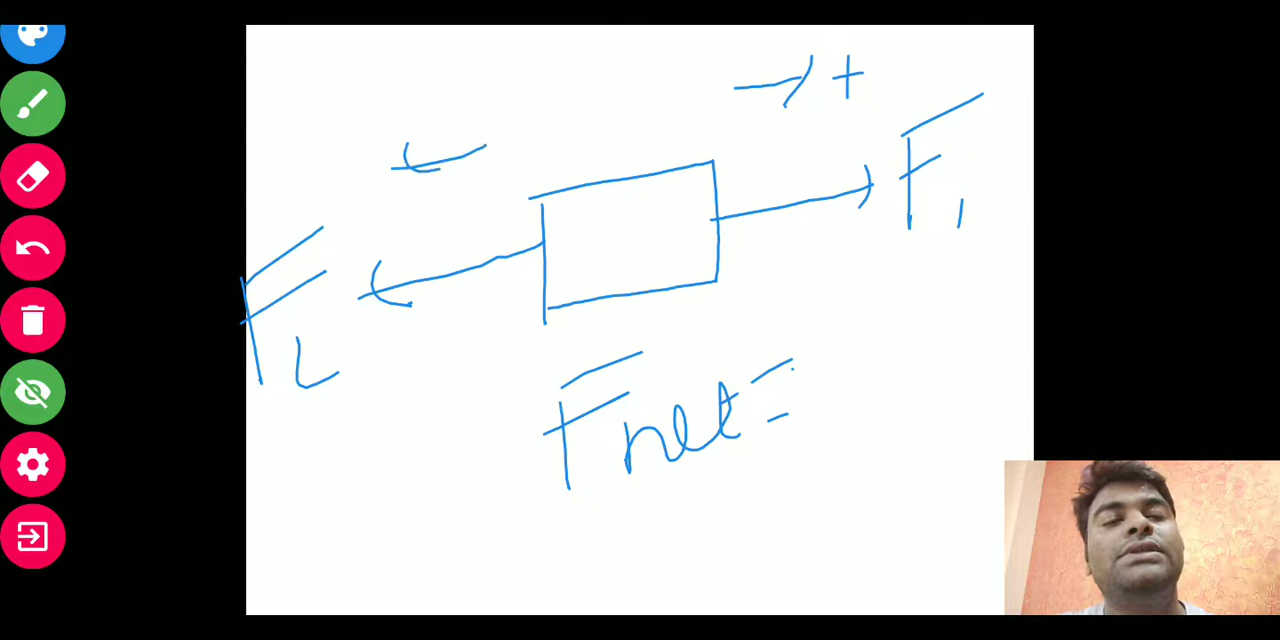 → +
F1
F2
Fnet =